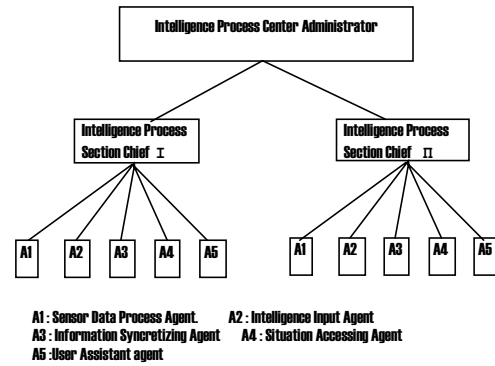 Intelligence Process Center Administrator
Intelligence Process
Section Chief I
Intelligence Process
Section Chief Π
A1
A2
A3
A4
A5
A1
A2
A3
A4
A5
A1 : Sensor Data Process Agent. A2 : Intelligence Input Agent
A3 : Information Syncretizing Agent A4 : Situation Accessing Agent
A5 :User Assistant agent